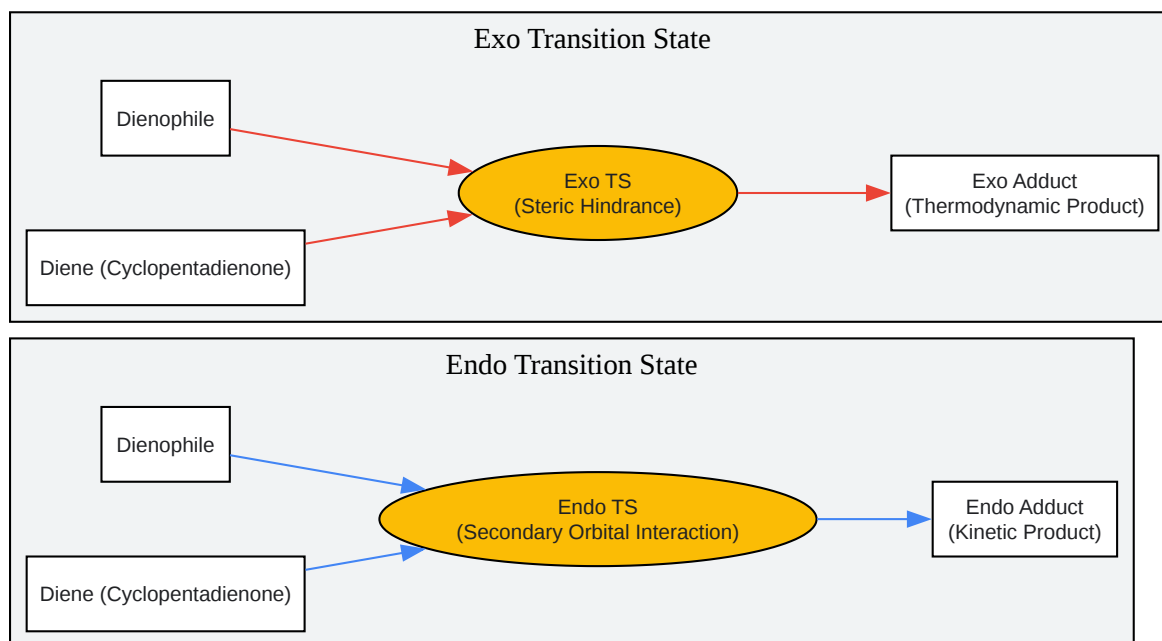 Exo Transition State
Dienophile
Exo TS
(Steric Hindrance)
Exo Adduct
(Thermodynamic Product)
Diene (Cyclopentadienone)
Endo Transition State
Dienophile
Endo TS
(Secondary Orbital Interaction)
Endo Adduct
(Kinetic Product)
Diene (Cyclopentadienone)